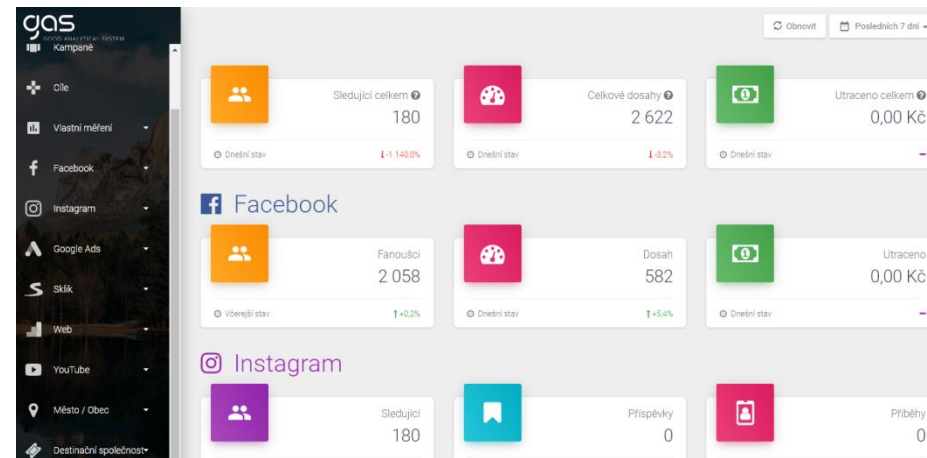 gas
GOOD ANALYTICAL SYSTEM
Kampaně
Cíle
Vlastní měření
Facebook
Instagram
Google Ads
Sklik
Web
YouTube
Město / Obec
Destinační společnost
Obnovit
Posledních 7 dní
Sledující celkem
180
Dnešní stav
-1 140,0%
Celkové dosahy
2 622
Dnešní stav
-3,2%
Utraceno celkem
0,00 Kč
Dnešní stav
Facebook
Fanoušci
2 058
Včerejší stav
+0,2%
Dosah
582
Dnešní stav
+5,4%
Utraceno
0,00 Kč
Dnešní stav
Instagram
Sledující
180
Příspěvky
0
Příběhy
0